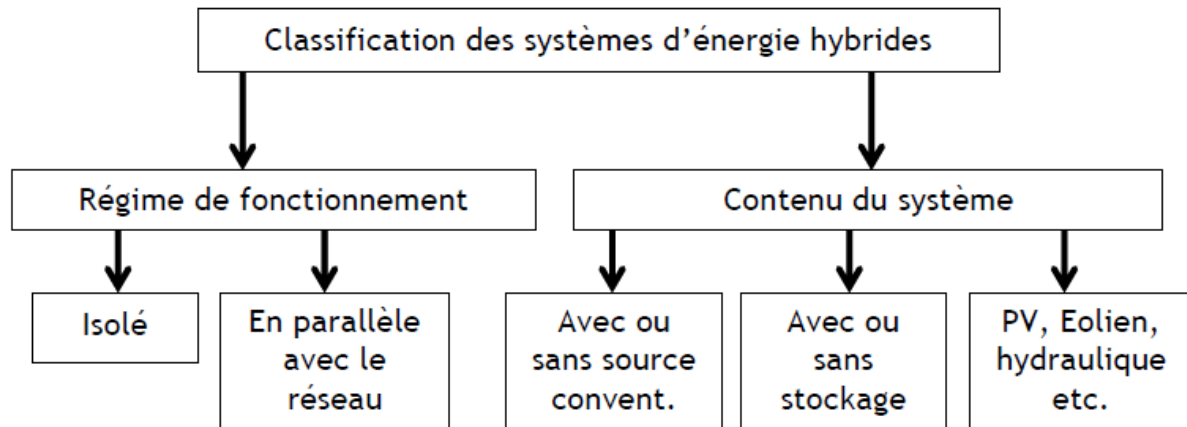 Classification des systèmes d'énergie hybrides
Régime de fonctionnement
Contenu du système
Isolé
En parallèle
avec le
réseau
Avec ou
sans source
convent.
Avec ou
sans
stockage
PV, Eolien,
hydraulique
etc.